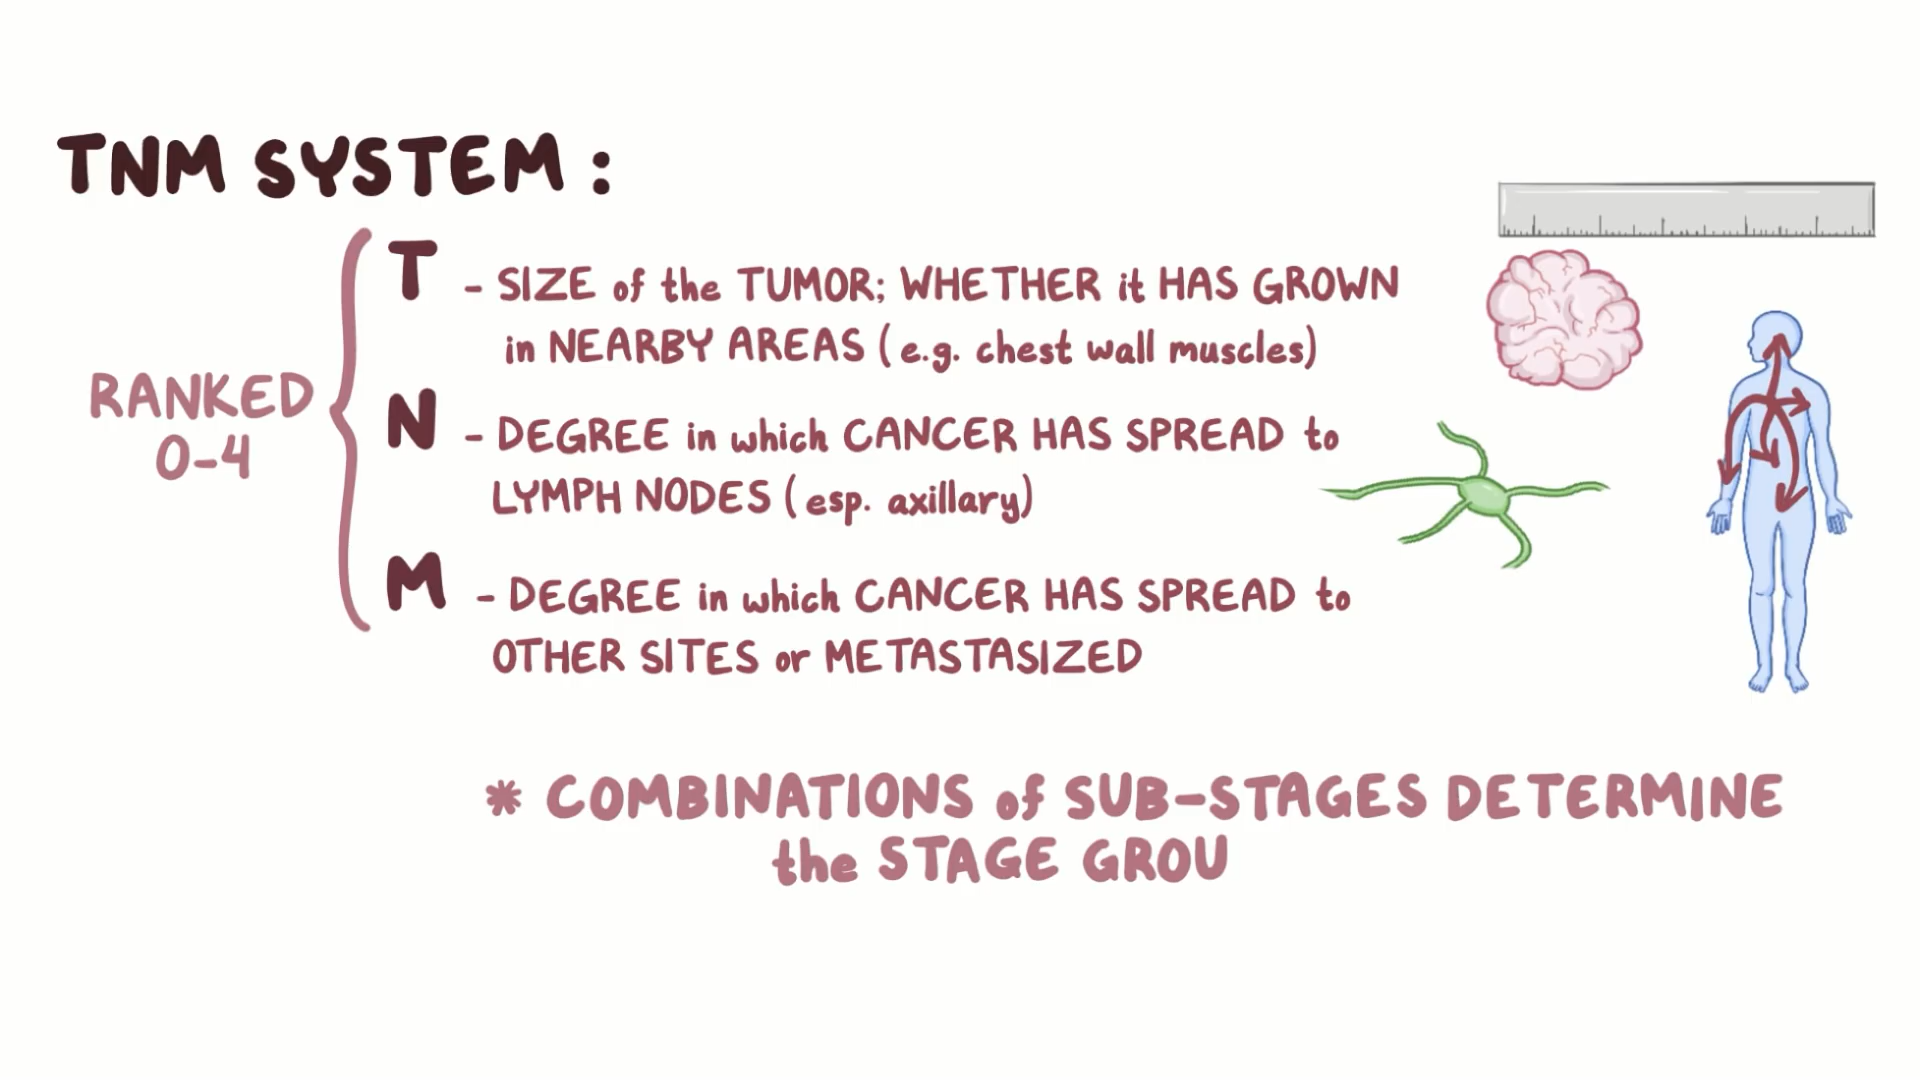 TNM SYSTEM :
T - SIZE of the TUMOR; WHETHER it HAS GROWN
in NEARBY AREAS (e.g. chest wall muscles)
RANKED
0-4
N - DEGREE in which CANCER HAS SPREAD to
LYMPH NODES (esp. axillary)
M - DEGREE in which CANCER HAS SPREAD to
OTHER SITES or METASTASIZED
* COMBINATIONS of SUB-STAGES DETERMINE
the STAGE GROU